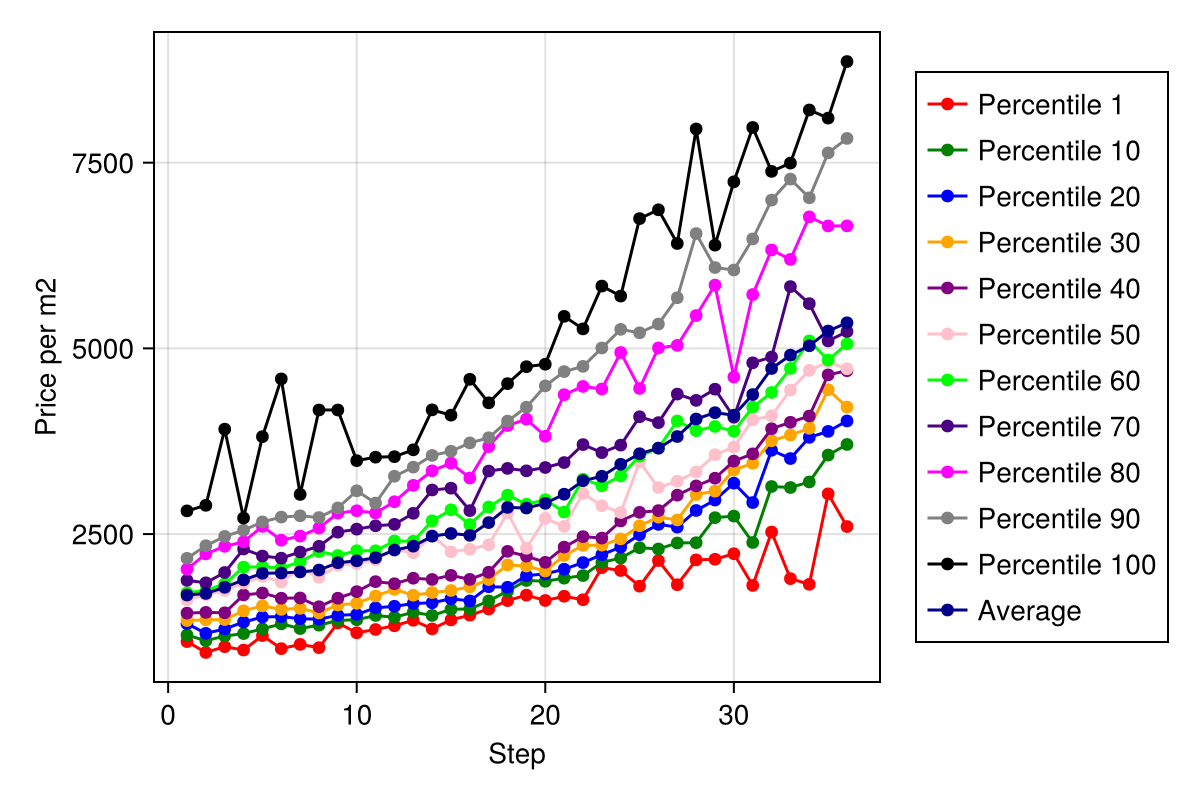 7500
5000
2500
Price per m2
0
10
20
30
Step
Percentile 1
Percentile 10
Percentile 20
Percentile 30
Percentile 40
Percentile 50
Percentile 60
Percentile 70
Percentile 80
Percentile 90
Percentile 100
Average